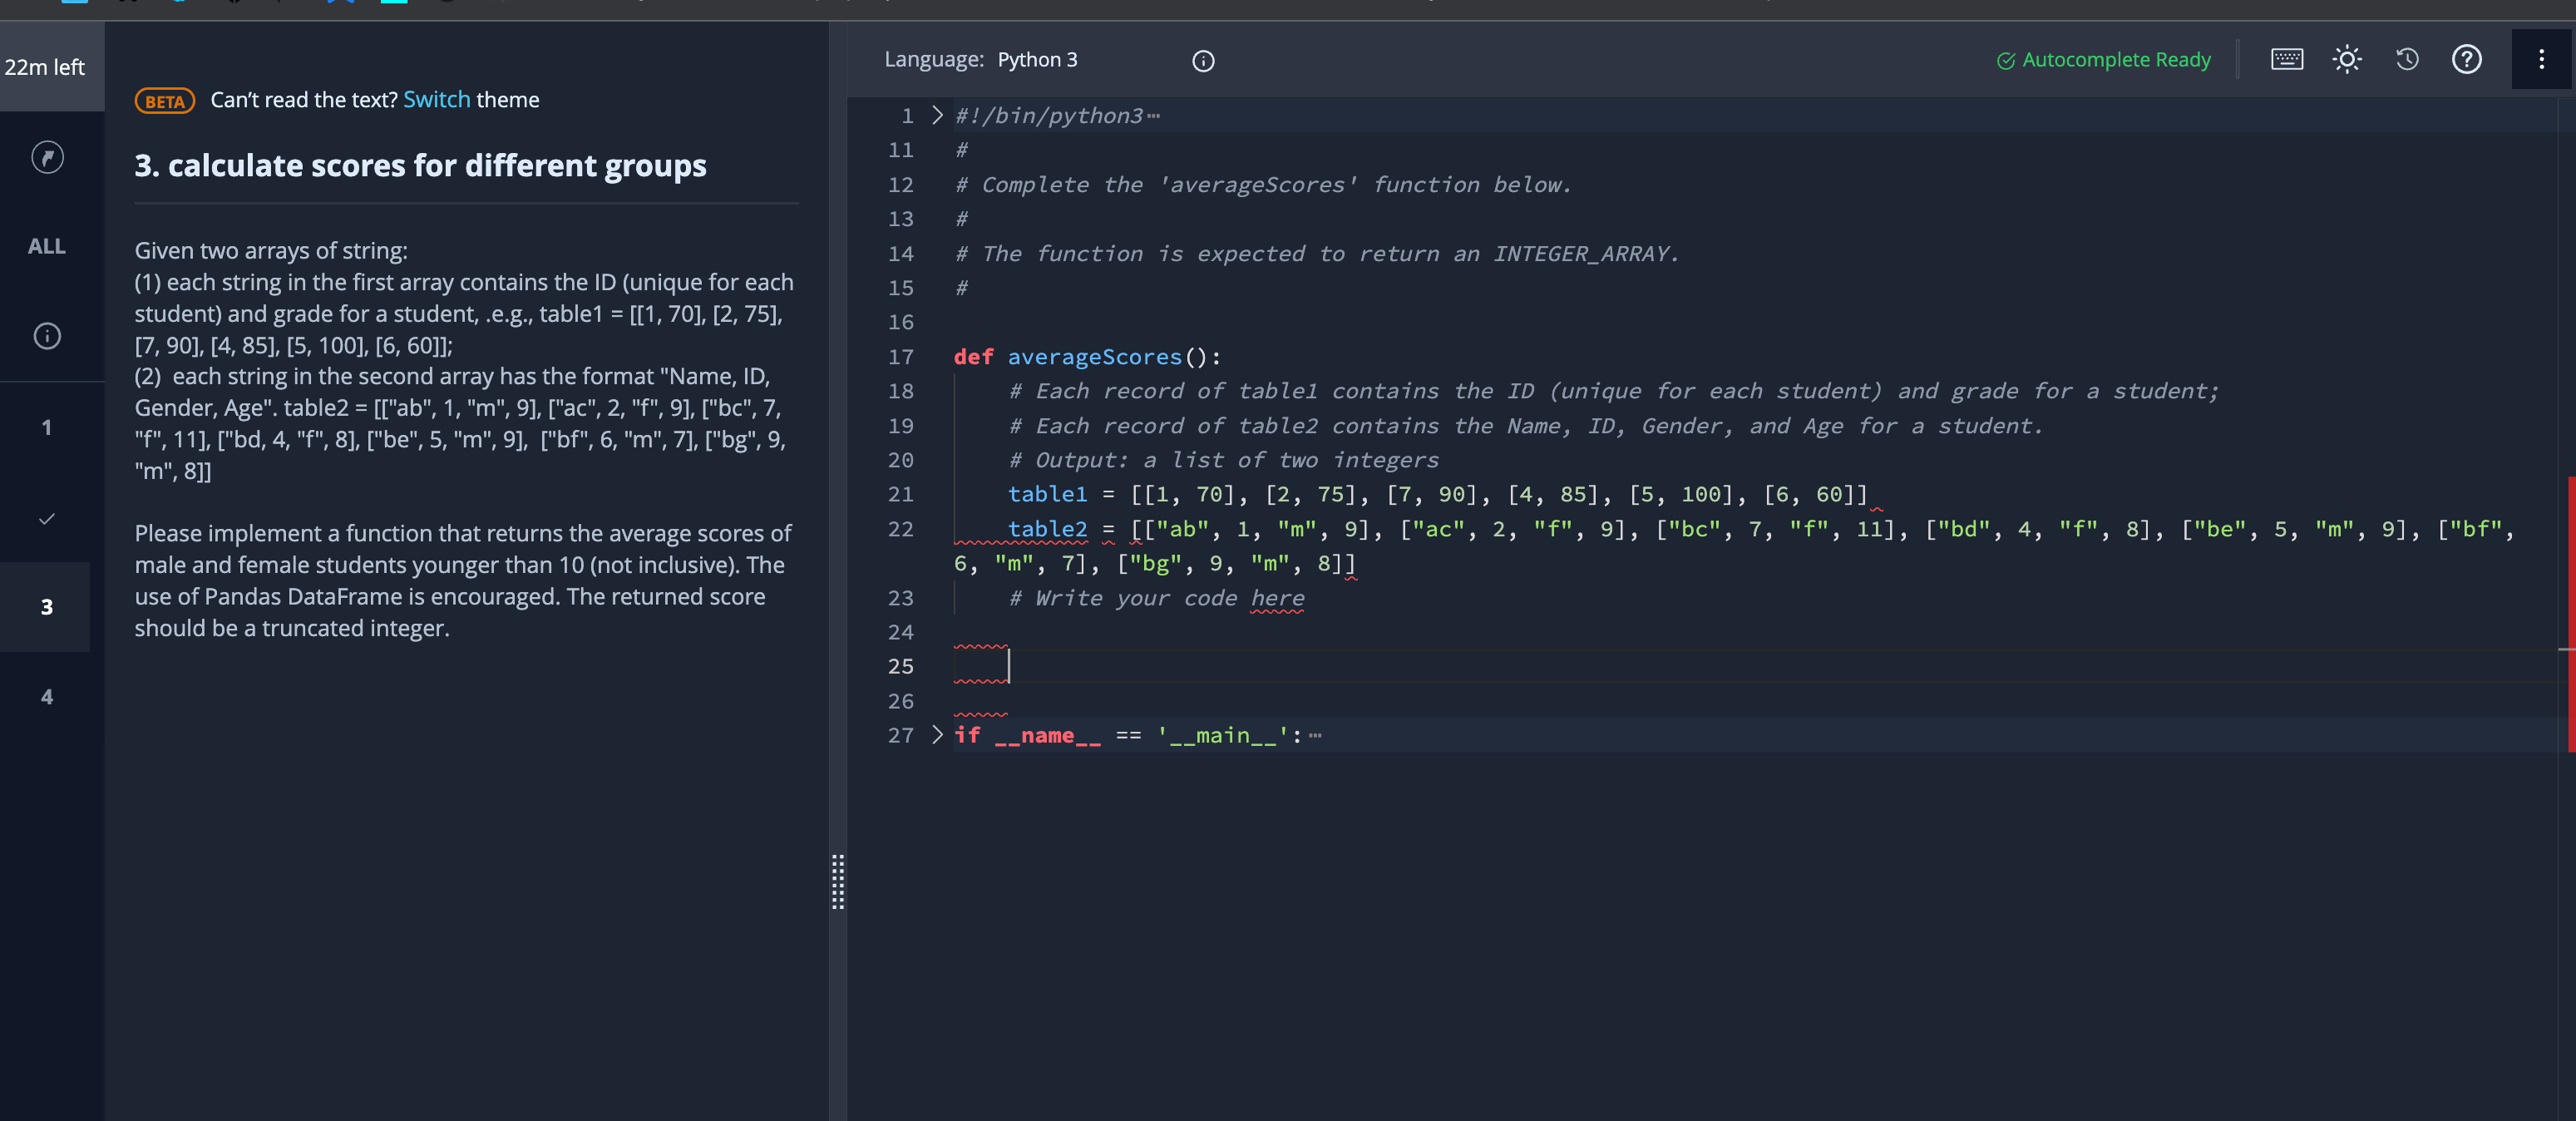 22m left
BETA Can't read the text? Switch theme
3. calculate scores for different groups
Given two arrays of string:
(1) each string in the first array contains the ID (unique for each
student) and grade for a student, .e.g., table1 = [[1, 70], [2, 75],
[7, 90], [4, 85], [5, 100], [6, 60]];
(2)  each string in the second array has the format "Name, ID,
Gender, Age". table2 = [["ab", 1, "m", 9], ["ac", 2, "f", 9], ["bc", 7,
"f", 11], ["bd, 4, "f", 8], ["be", 5, "m", 9],  ["bf", 6, "m", 7], ["bg", 9,
"m", 8]]
Please implement a function that returns the average scores of
male and female students younger than 10 (not inclusive). The
use of Pandas DataFrame is encouraged. The returned score
should be a truncated integer.
ALL
1
3
4
Language: Python 3
Autocomplete Ready
1 > #!/bin/python3
11 #
12 # Complete the 'averageScores' function below.
13 #
14 # The function is expected to return an INTEGER_ARRAY.
15 #
16
17 def averageScores():
18     # Each record of table1 contains the ID (unique for each student) and grade for a student;
19     # Each record of table2 contains the Name, ID, Gender, and Age for a student.
20     # Output: a list of two integers
21     table1 = [[1, 70], [2, 75], [7, 90], [4, 85], [5, 100], [6, 60]]
22     table2 = [["ab", 1, "m", 9], ["ac", 2, "f", 9], ["bc", 7, "f", 11], ["bd", 4, "f", 8], ["be", 5, "m", 9], ["bf",
6, "m", 7], ["bg", 9, "m", 8]]
23     # Write your code here
24
25
26
27 > if __name__ == '__main__':